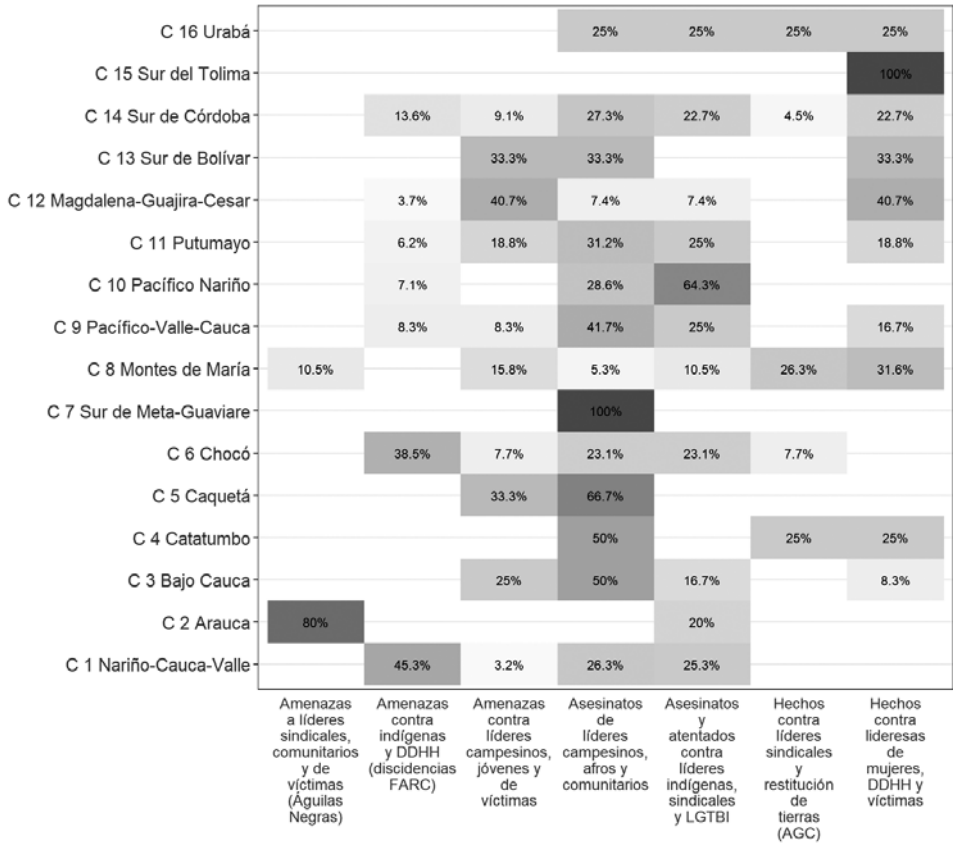 C 16 Urabá 25% 25% 25% 25%
C 15 Sur del Tolima 100%
C 14 Sur de Córdoba 13.6% 9.1% 27.3% 22.7% 4.5% 22.7%
C 13 Sur de Bolívar 33.3% 33.3% 33.3%
C 12 Magdalena-Guajira-Cesar 3.7% 40.7% 7.4% 7.4% 40.7%
C 11 Putumayo 6.2% 18.8% 31.2% 25% 18.8%
C 10 Pacífico Nariño 7.1% 28.6% 64.3%
C 9 Pacífico-Valle-Cauca 8.3% 8.3% 41.7% 25% 16.7%
C 8 Montes de María 10.5% 15.8% 5.3% 10.5% 26.3% 31.6%
C 7 Sur de Meta-Guaviare 100%
C 6 Chocó 38.5% 7.7% 23.1% 23.1% 7.7%
C 5 Caquetá 33.3% 66.7%
C 4 Catatumbo 50% 25% 25%
C 3 Bajo Cauca 25% 50% 16.7% 8.3%
C 2 Arauca 80% 20%
C 1 Nariño-Cauca-Valle 45.3% 3.2% 26.3% 25.3%
Amenazas
a líderes
sindicales,
comunitarios
y de
víctimas
(Águilas
Negras)
Amenazas
contra
indígenas
y DDHH
(discidencias
FARC)
Amenazas
contra
líderes
campesinos,
jóvenes y
de
víctimas
Asesinatos
de
líderes
campesinos,
afros y
comunitarios
Asesinatos
y
atentados
contra
líderes
indígenas,
sindicales
y LGTBI
Hechos
contra
líderes
sindicales
y
restitución
de
tierras
(AGC)
Hechos
contra
lideresas
de
mujeres,
DDHH y
víctimas